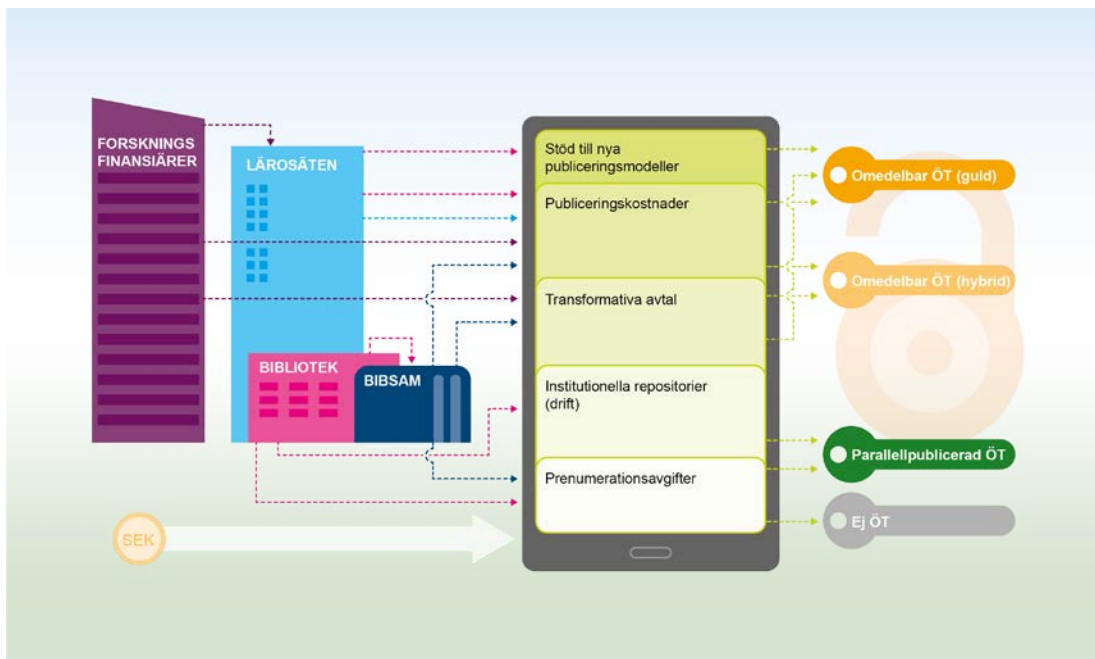 FORSKNINGS
FINANSIÄRER
LÄROSÄTEN
BIBLIOTEK
BIBSAM
SEK
Stöd till nya
publiceringsmodeller
Publiceringskostnader
Transformativa avtal
Institutionella repositorier
(drift)
Prenumerationsavgifter
Omedelbar ÖT (guld)
Omedelbar ÖT (hybrid)
Parallellpublicerad ÖT
Ej ÖT